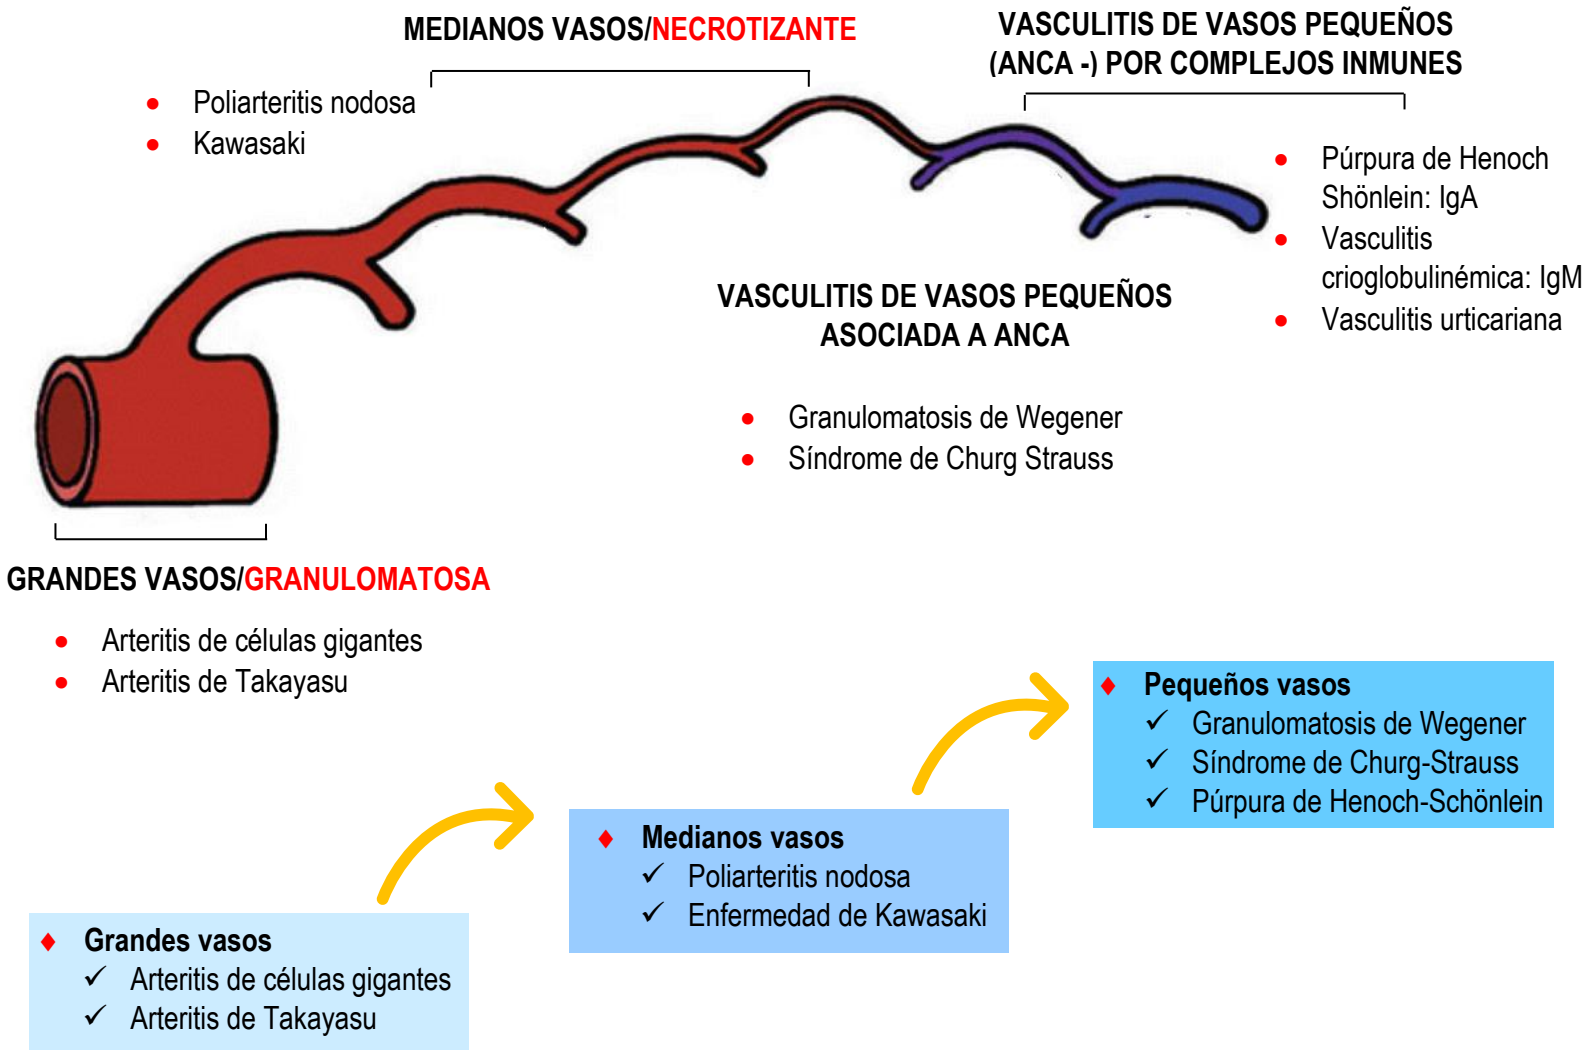 MEDIANOS VASOS/NECROTIZANTE
• Poliarteritis nodosa
• Kawasaki
VASCULITIS DE VASOS PEQUEÑOS
(ANCA -) POR COMPLEJOS INMUNES
• Púrpura de Henoch
Shönlein: IgA
• Vasculitis
crioglobulinémica: IgM
• Vasculitis urticariana
VASCULITIS DE VASOS PEQUEÑOS
ASOCIADA A ANCA
• Granulomatosis de Wegener
• Síndrome de Churg Strauss
GRANDES VASOS/GRANULOMATOSA
• Arteritis de células gigantes
• Arteritis de Takayasu
♦ Grandes vasos
✓ Arteritis de células gigantes
✓ Arteritis de Takayasu
♦ Medianos vasos
✓ Poliarteritis nodosa
✓ Enfermedad de Kawasaki
♦ Pequeños vasos
✓ Granulomatosis de Wegener
✓ Síndrome de Churg-Strauss
✓ Púrpura de Henoch-Schönlein